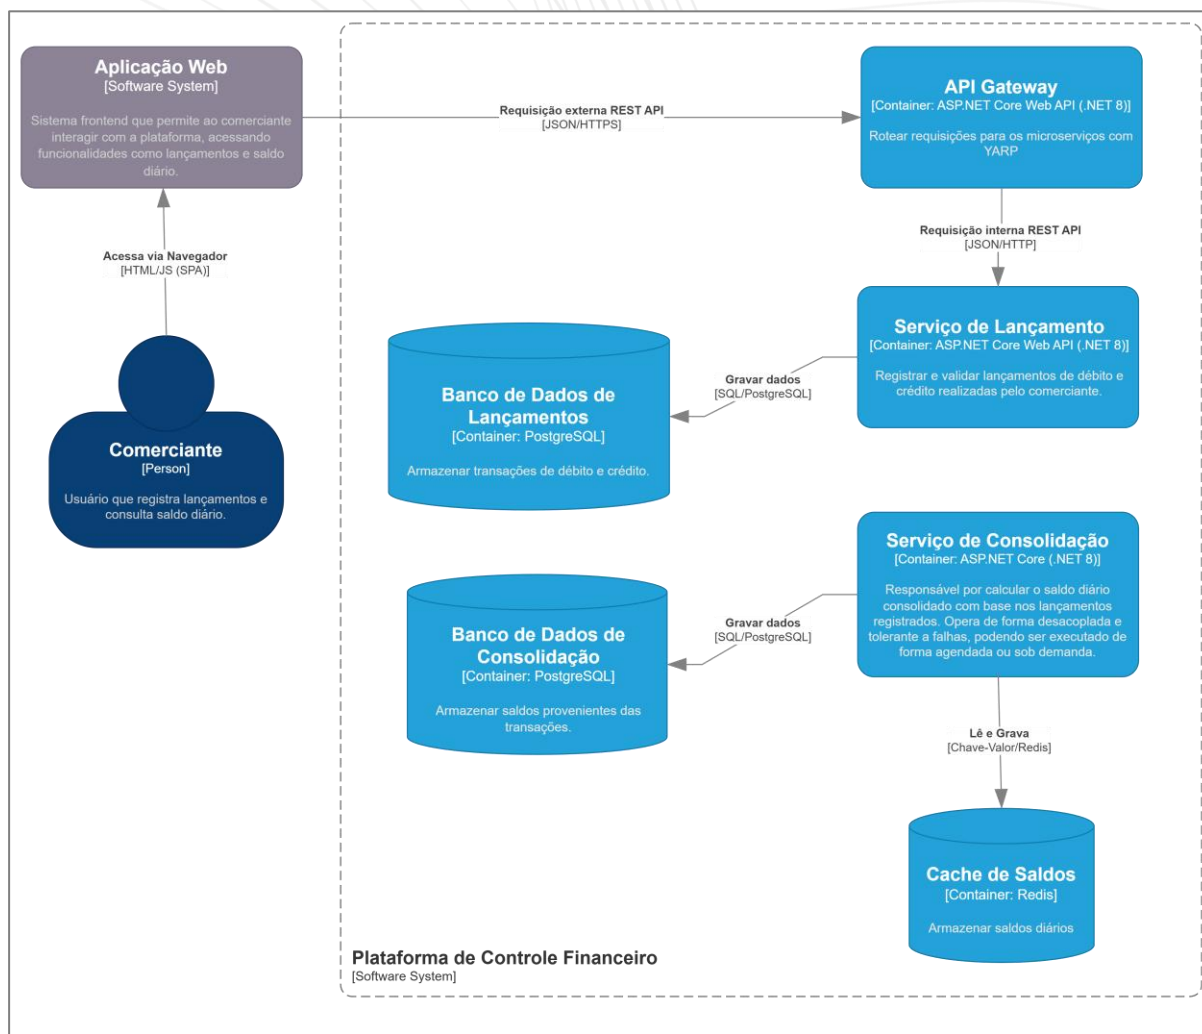 Aplicação Web
[Software System]
Sistema frontend que permite ao comerciante
interagir com a plataforma, acessando
funcionalidades como lançamentos e saldo
diário.
Requisição externa REST API
[JSON/HTTPS]
API Gateway
[Container: ASP.NET Core Web API (.NET 8)]
Rotear requisições para os microserviços com
YARP
Acessa via Navegador
[HTML/JS (SPA)]
Requisição interna REST API
[JSON/HTTP]
Comerciante
[Person]
Usuário que registra lançamentos e
consulta saldo diário.
Serviço de Lançamento
[Container: ASP.NET Core Web API (.NET 8)]
Registrar e validar lançamentos de débito e
crédito realizadas pelo comerciante.
Gravar dados
[SQL/PostgreSQL]
Banco de Dados de
Lançamentos
[Container: PostgreSQL]
Armazenar transações de débito e crédito.
Serviço de Consolidação
[Container: ASP.NET Core (.NET 8)]
Responsável por calcular o saldo diário
consolidado com base nos lançamentos
registrados. Opera de forma desacoplada e
tolerante a falhas, podendo ser executado de
forma agendada ou sob demanda.
Gravar dados
[SQL/PostgreSQL]
Banco de Dados de
Consolidação
[Container: PostgreSQL]
Armazenar saldos provenientes das
transações.
Lê e Grava
[Chave-Valor/Redis]
Cache de Saldos
[Container: Redis]
Armazenar saldos diários
Plataforma de Controle Financeiro
[Software System]